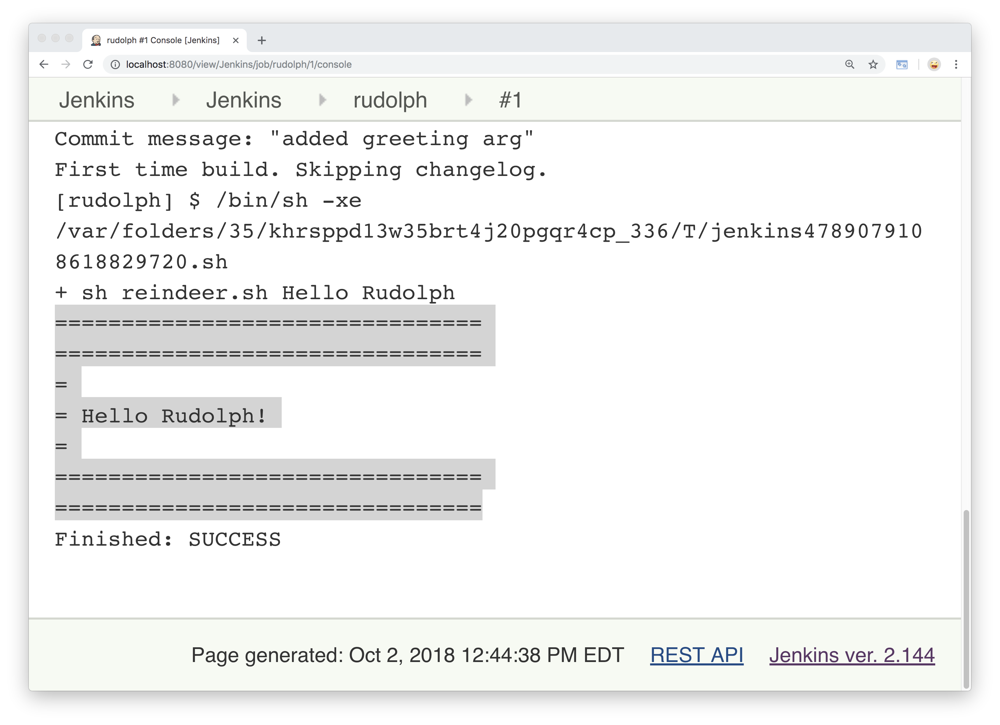 rudolph #1 Console [Jenkins]
localhost:8080/view/Jenkins/job/rudolph/1/console
Jenkins Jenkins rudolph #1
Commit message: "added greeting arg"
First time build. Skipping changelog.
[rudolph] $ /bin/sh -xe
/var/folders/35/khrsppd13w35brt4j20pgqr4cp_336/T/jenkins478907910
8618829720.sh
+ sh reindeer.sh Hello Rudolph
================================
================================
=
= Hello Rudolph!
=
================================
================================
Finished: SUCCESS
Page generated: Oct 2, 2018 12:44:38 PM EDT REST API Jenkins ver. 2.144